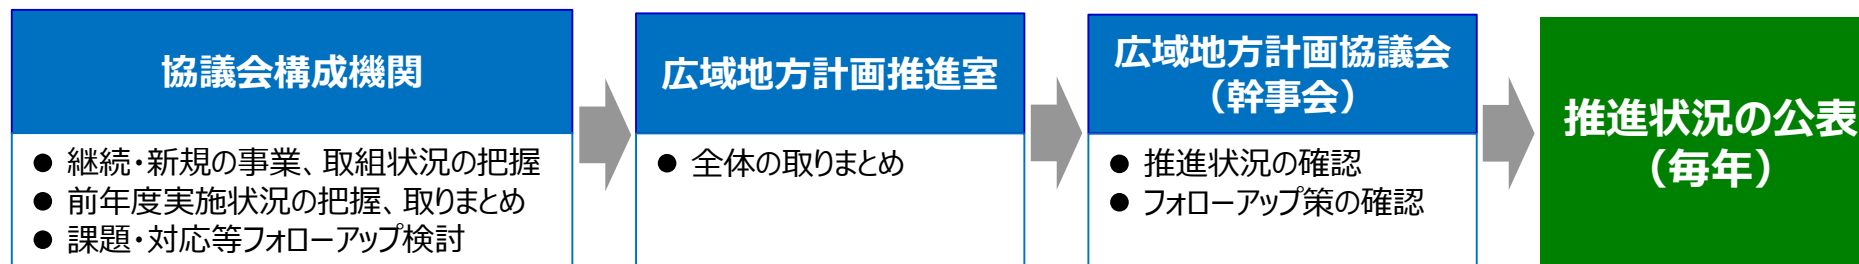 協議会構成機関
● 継続・新規の事業、取組状況の把握
● 前年度実施状況の把握、取りまとめ
● 課題・対応等フォローアップ検討
広域地方計画推進室
● 全体の取りまとめ
広域地方計画協議会
（幹事会）
● 推進状況の確認
● フォローアップ策の確認
推進状況の公表
（毎年）